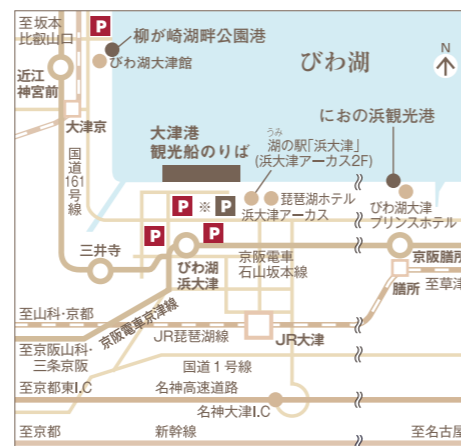 至坂本
比叡山口
P
柳が崎湖畔公園港
びわ湖大津館
びわ湖
N
近江
神宮前
大津京
国道161号線
大津港
観光船のりば
うみ
湖の駅「浜大津」
(浜大津アーカス2F)
におの浜観光港
琵琶湖ホテル
浜大津アーカス
びわ湖大津
プリンスホテル
P
※
P
P
P
三井寺
びわ湖
浜大津
京阪電車
石山坂本線
京阪膳所
膳所
至草津
至山科・京都
京阪電車京津線
JR琵琶湖線
JR大津
至京阪山科・
三条京阪
国道1号線
至京都東I.C
名神高速道路
名神大津I.C
至京都
新幹線
至名古屋